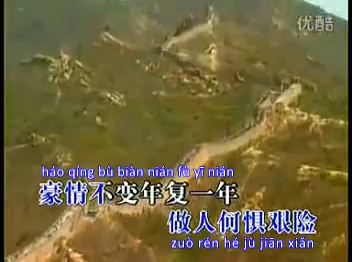 优酷
háo qíng bù biàn nián fù yī nián
豪情不变年复一年
做人何惧艰险
zuò rén hé jù jiān xiǎn